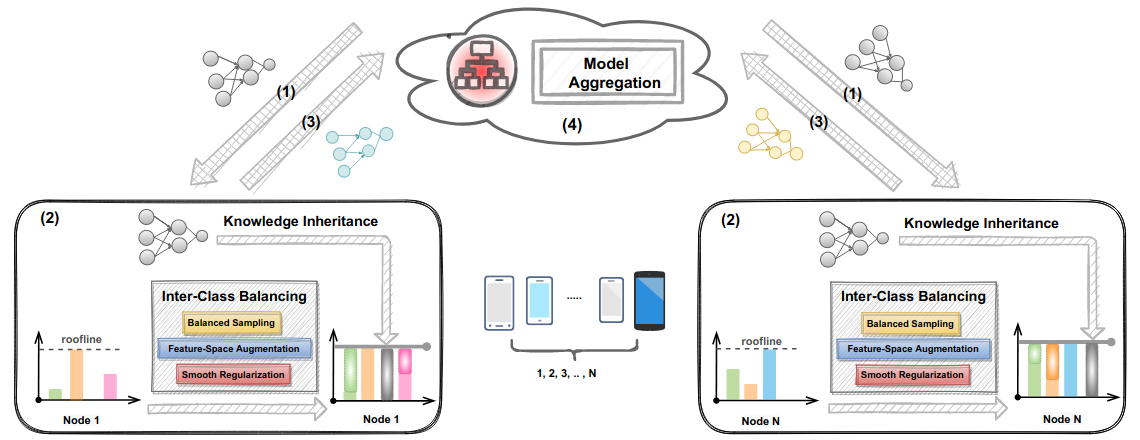 Model
Aggregation
(4)
(1)
(3)
(1)
(3)
(2)
Knowledge Inheritance
Inter-Class Balancing
Balanced Sampling
Feature-Space Augmentation
Smooth Regularization
roofline
Node 1
Node 1
.....
1, 2, 3, .. , N
(2)
Knowledge Inheritance
Inter-Class Balancing
Balanced Sampling
Feature-Space Augmentation
Smooth Regularization
roofline
Node N
Node N